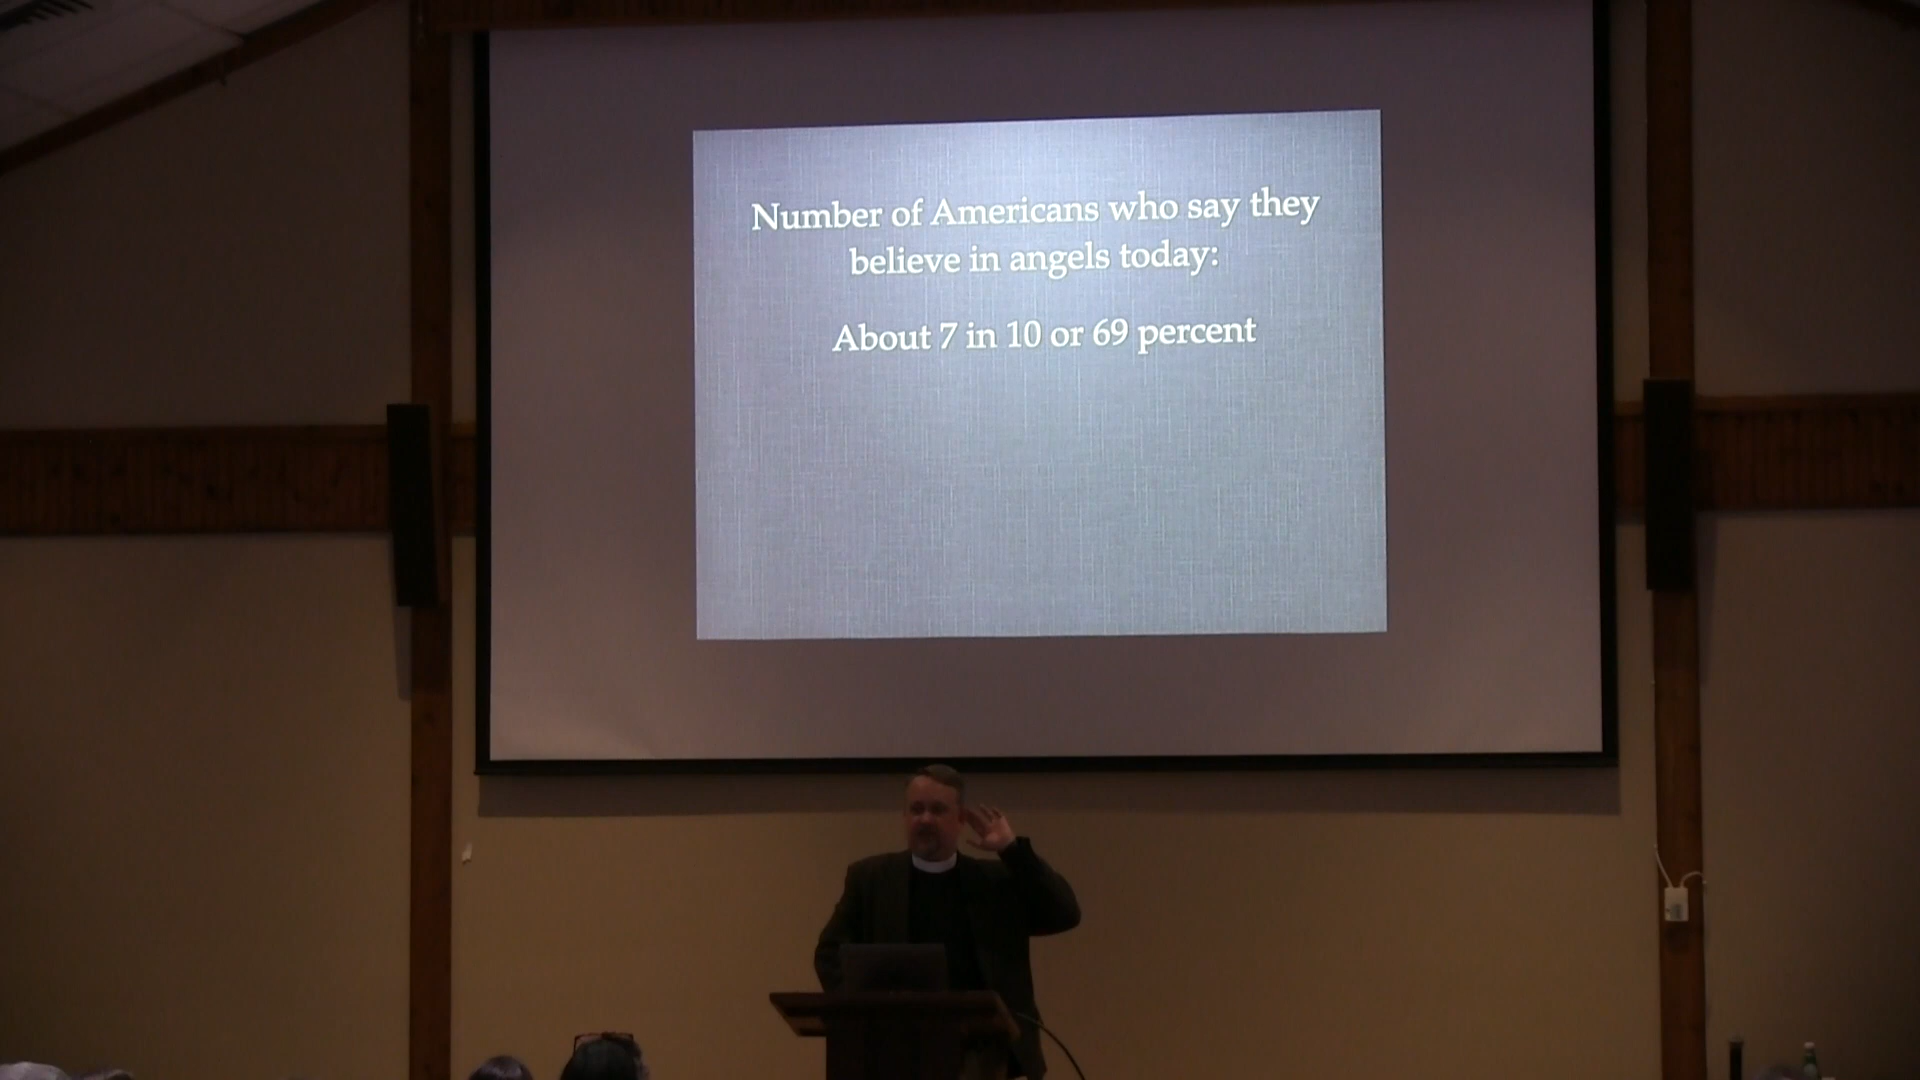 Number of Americans who say they
believe in angels today:
About 7 in 10 or 69 percent